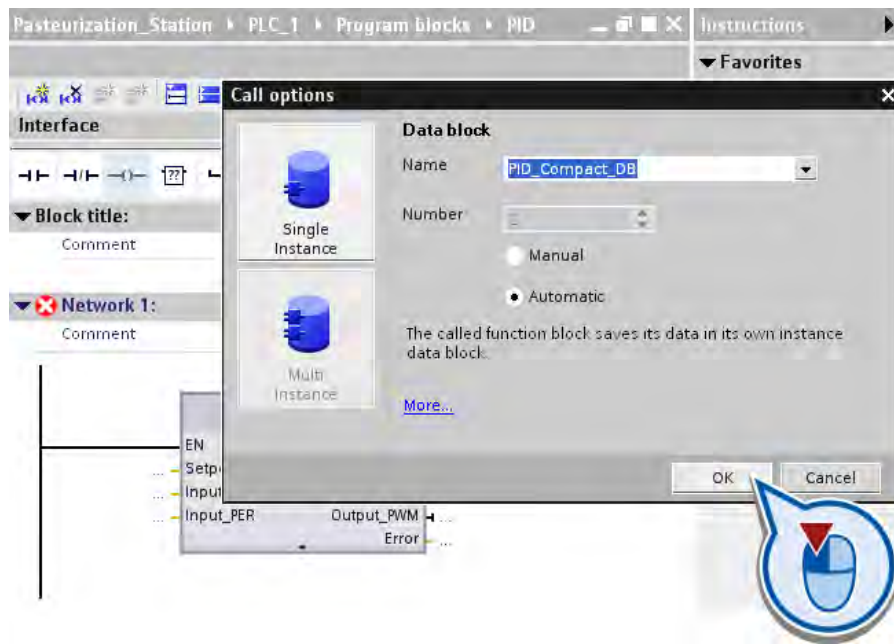 Pasteurization_Station ▸ PLC_1 ▸ Program blocks ▸ PID
Instructions
Favorites
Call options
Interface
Data block
Name PID_Compact_DB
Number
Single
Instance
Manual
Automatic
Block title:
Comment
Network 1:
Comment
??
The called function block saves its data in its own instance
data block.
Multi
Instance
More...
EN
... Setp
... Input
... Input_PER Output_PWM ...
Error ...
OK Cancel